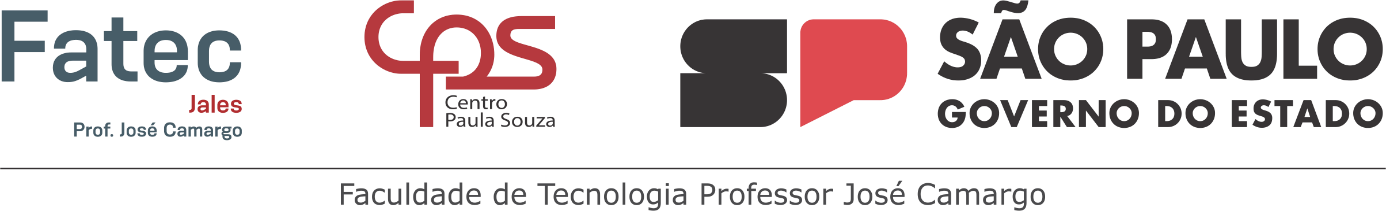 Fatec
Jales
Prof. José Camargo
cps
Centro
Paula Souza
SP
SÃO PAULO
GOVERNO DO ESTADO
Faculdade de Tecnologia Professor José Camargo